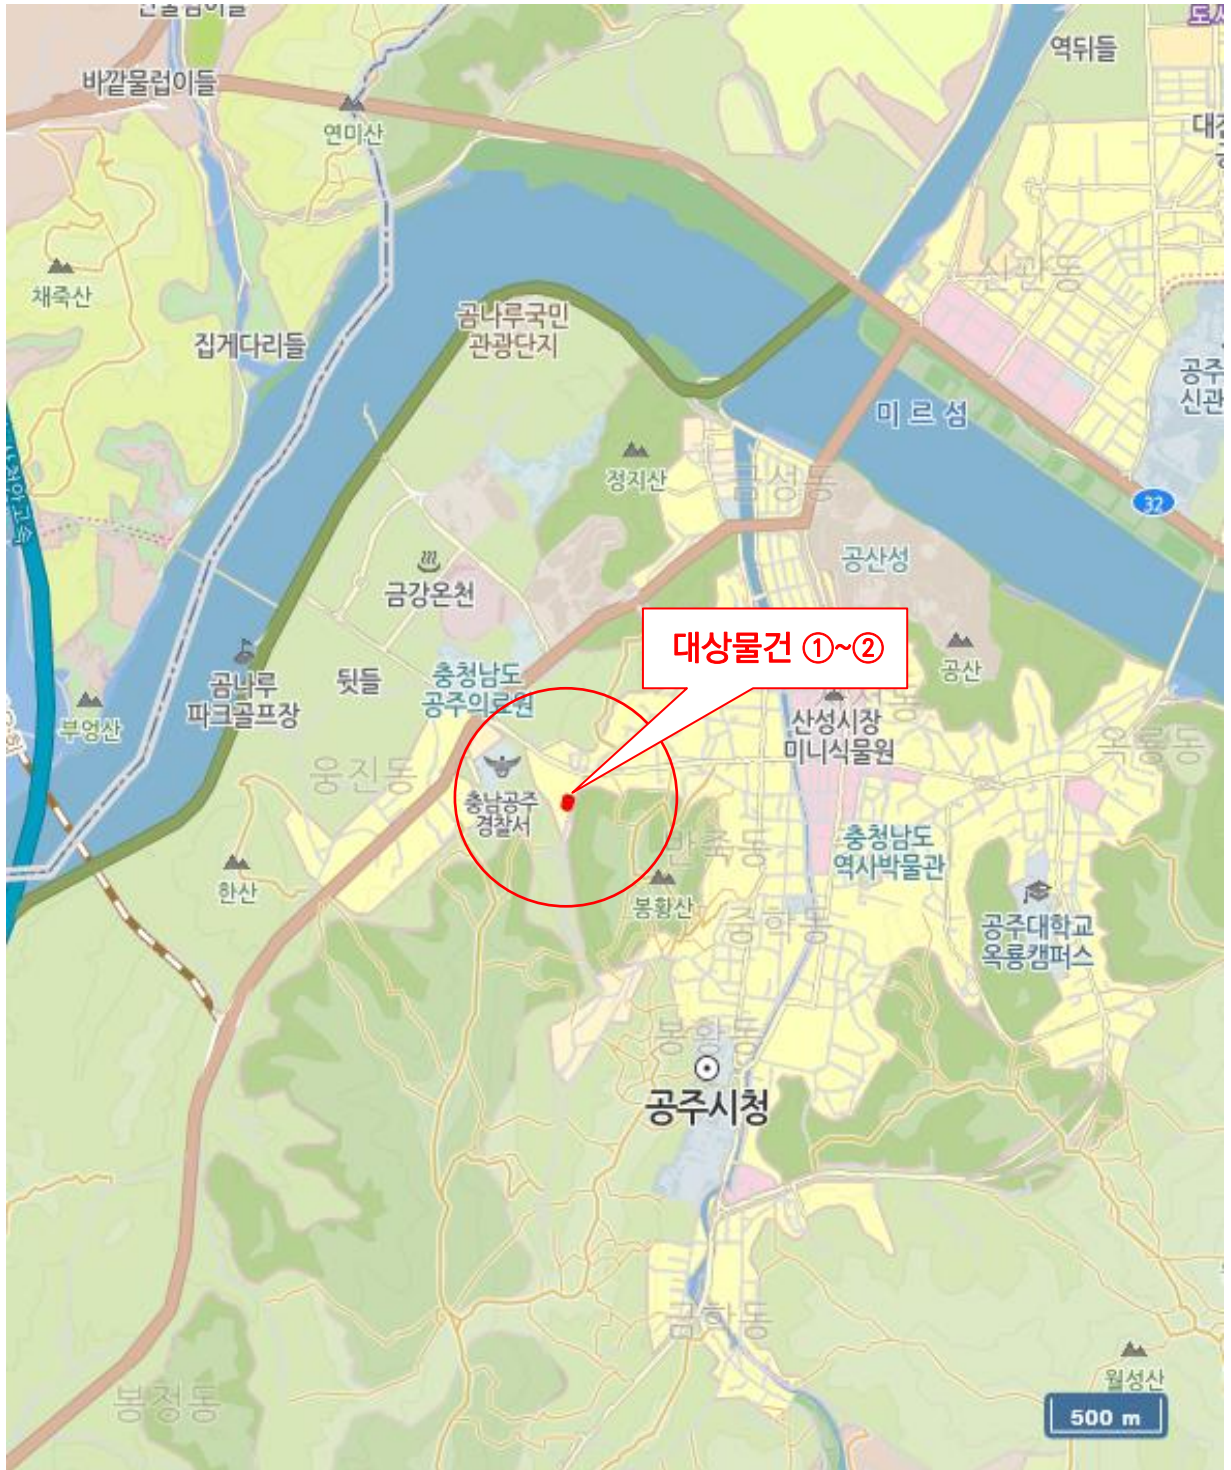 역뒤들
바깥물럽이들
연미산
채죽산
신관동
곰나루국민
관광단지
집게다리들
공주
신관
미르섬
정지산
금성동
32
공산성
금강온천
대상물건 ①~②
공산
충청남도
공주의료원
뒷들
곰나루
파크골프장
부엉산
산성시장
미니식물원
옥룡동
웅진동
충남공주
경찰서
반죽동
충청남도
역사박물관
한산
봉황산
중학동
공주대학교
옥룡캠퍼스
봉황동
공주시청
금학동
월성산
봉정동
500 m